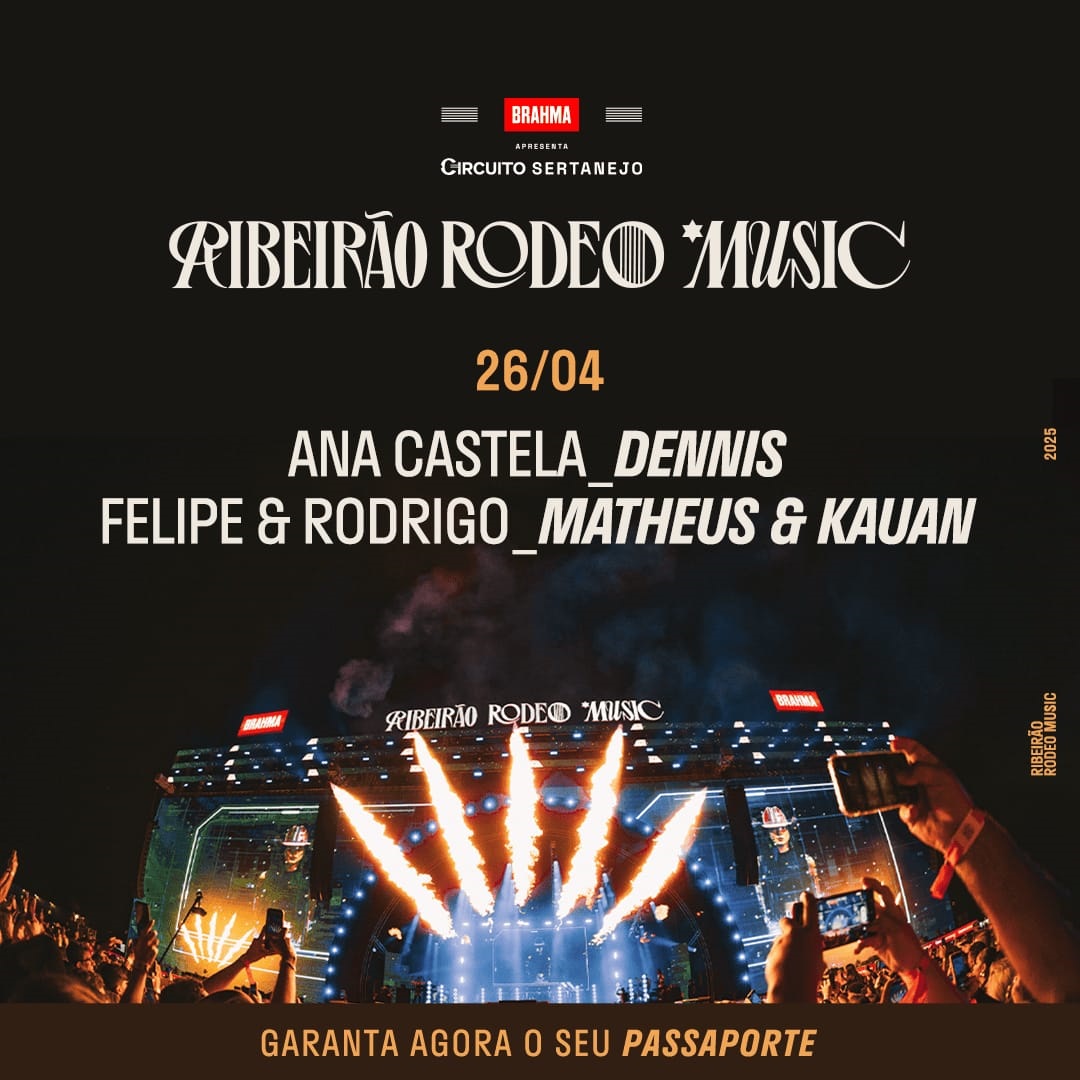 BRAHMA
APRESENTA
CIRCUITO SERTANEJO
RIBEIRÃO RODEO MUSIC
26/04
ANA CASTELA_DENNIS
FELIPE & RODRIGO_MATHEUS & KAUAN
2025
RIBEIRÃO
RODEO MUSIC
BRAHMA
RIBEIRÃO RODEO MUSIC
BRAHMA
GARANTA AGORA O SEU PASSAPORTE